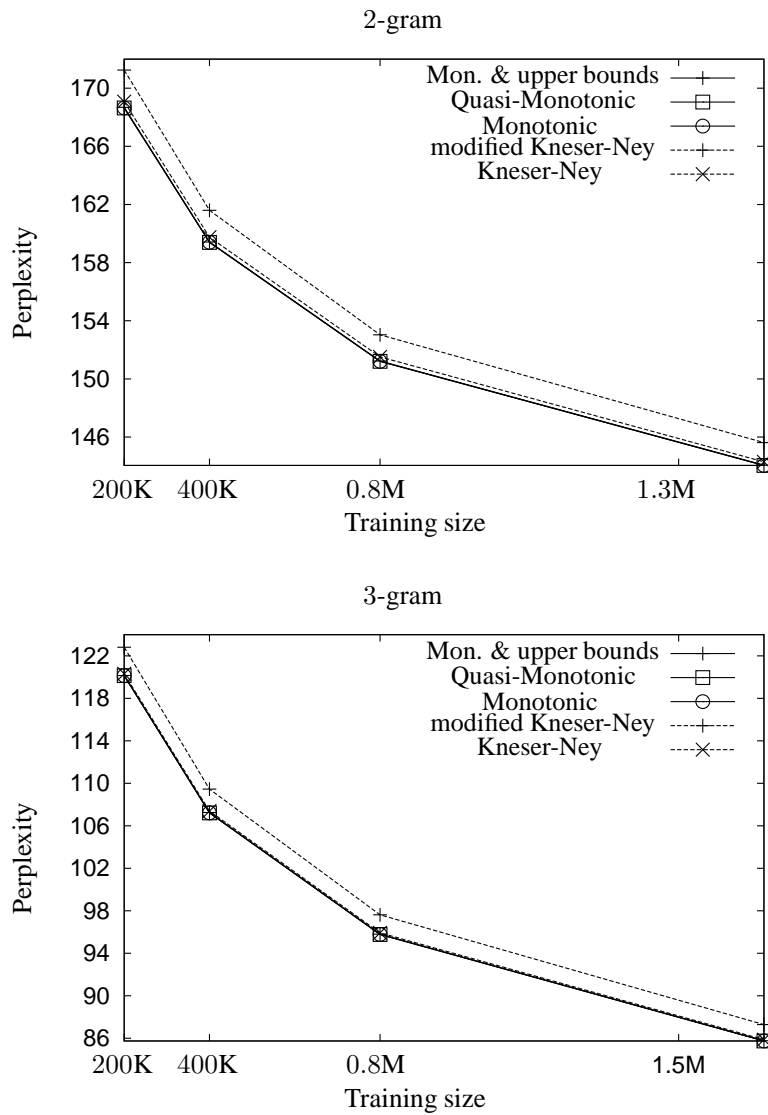 2-gram
Mon. & upper bounds
Quasi-Monotonic
Monotonic
modified Kneser-Ney
Kneser-Ney
170
166
162
158
154
150
146
Perplexity
200K 400K 0.8M 1.3M
Training size
3-gram
Mon. & upper bounds
Quasi-Monotonic
Monotonic
modified Kneser-Ney
Kneser-Ney
122
118
114
110
106
102
98
94
90
86
Perplexity
200K 400K 0.8M 1.5M
Training size